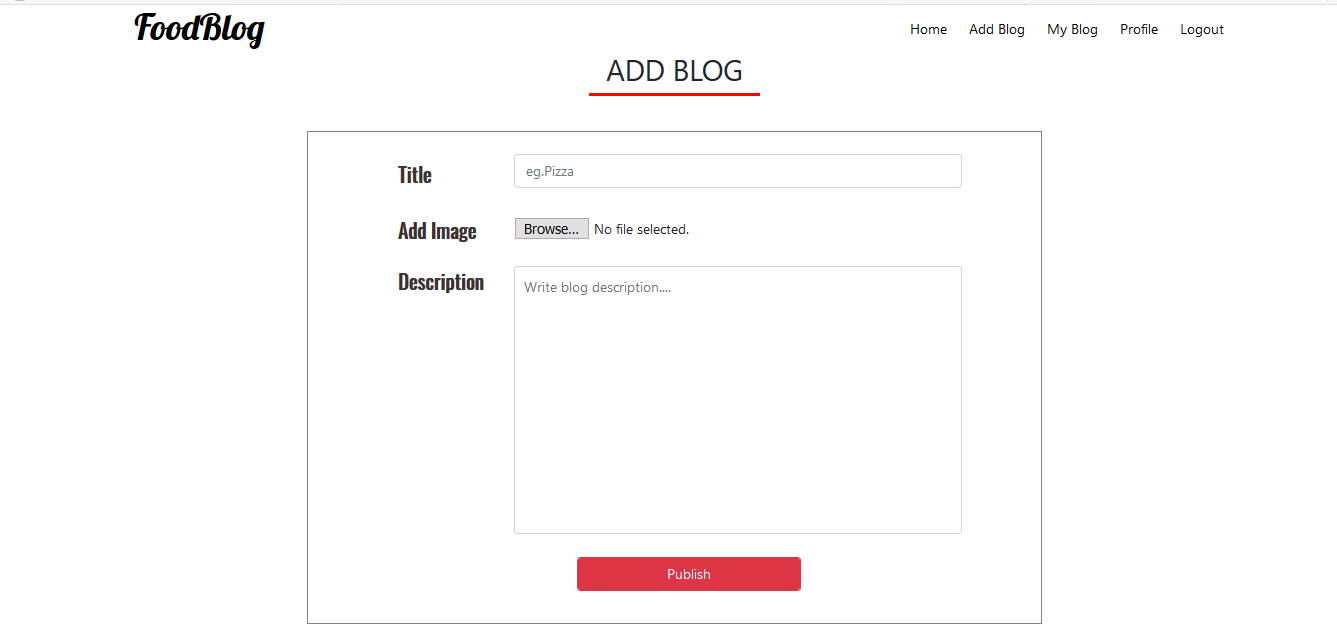 FoodBlog
Home Add Blog My Blog Profile Logout
ADD BLOG
Title eg.Pizza
Add Image Browse... No file selected.
Description Write blog description....
Publish